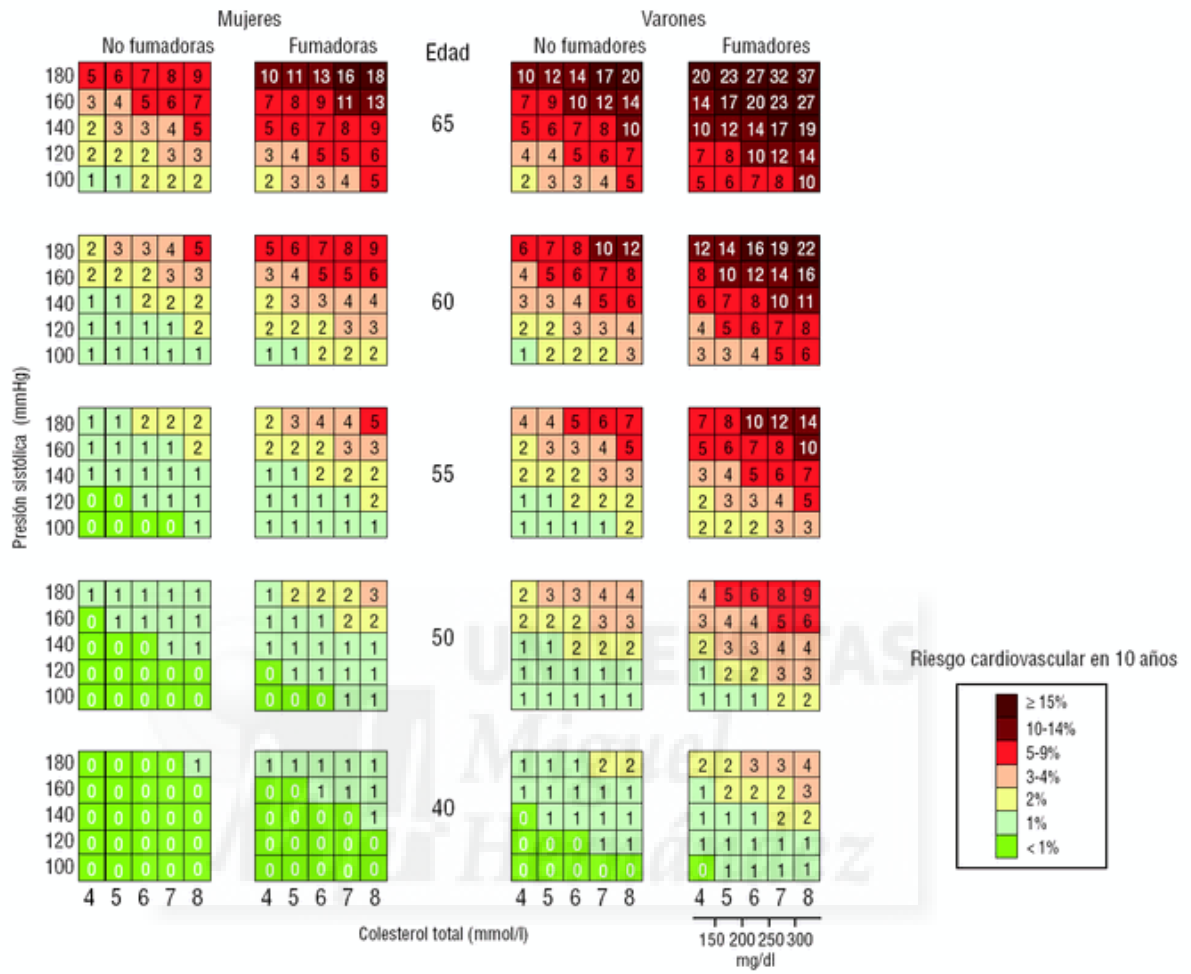 Mujeres Varones
No fumadoras Fumadoras Edad No fumadores Fumadores
180 5 6 7 8 9 10 11 13 16 18 10 12 14 17 20 20 23 27 32 37
160 3 4 5 6 7 7 8 9 11 13 7 9 10 12 14 14 17 20 23 27
140 2 3 3 4 5 5 6 7 8 9 65 5 6 7 8 10 10 12 14 17 19
120 2 2 2 3 3 3 4 5 5 6 4 4 5 6 7 7 8 10 12 14
100 1 1 2 2 2 2 3 3 4 5 2 3 3 4 5 5 6 7 8 10
180 2 3 3 4 5 5 6 7 8 9 6 7 8 10 12 12 14 16 19 22
160 2 2 2 3 3 3 4 5 5 6 4 5 6 7 8 8 10 12 14 16
140 1 1 2 2 2 2 3 3 4 4 60 3 3 4 5 6 6 7 8 10 11
120 1 1 1 1 2 2 2 2 3 3 2 2 3 3 4 4 5 6 7 8
100 1 1 1 1 1 1 1 2 2 2 1 2 2 2 3 3 3 4 5 6
Presión sistólica (mmHg)
180 1 1 2 2 2 2 3 4 4 5 4 4 5 6 7 7 8 10 12 14
160 1 1 1 1 2 2 2 2 3 3 2 3 3 4 5 5 6 7 8 10
140 1 1 1 1 1 1 1 2 2 2 55 2 2 2 3 3 3 4 5 6 7
120 0 0 1 1 1 1 1 1 1 2 1 1 2 2 2 2 3 3 4 5
100 0 0 0 0 1 1 1 1 1 1 1 1 1 1 2 2 2 2 3 3
180 1 1 1 1 1 1 2 2 2 3 2 3 3 4 4 4 5 6 8 9
160 0 1 1 1 1 1 1 1 2 2 2 2 2 3 3 3 4 4 5 6
140 0 0 0 1 1 1 1 1 1 1 50 1 1 2 2 2 2 3 3 4 4
120 0 0 0 0 0 0 1 1 1 1 1 1 1 1 1 1 2 2 3 3
100 0 0 0 0 0 0 0 0 1 1 1 1 1 1 1 1 1 1 2 2
180 0 0 0 0 1 1 1 1 1 1 1 1 1 2 2 2 2 3 3 4
160 0 0 0 0 0 0 0 1 1 1 1 1 1 1 1 1 2 2 2 3
140 0 0 0 0 0 0 0 0 0 1 40 0 1 1 1 1 1 1 1 2 2
120 0 0 0 0 0 0 0 0 0 0 0 0 0 1 1 1 1 1 1 1
100 0 0 0 0 0 0 0 0 0 0 0 0 0 0 0 0 1 1 1 1
4 5 6 7 8 4 5 6 7 8 4 5 6 7 8 4 5 6 7 8
Colesterol total (mmol/l)
150 200 250 300
mg/dl
Riesgo cardiovascular en 10 años
≥ 15%
10-14%
5-9%
3-4%
2%
1%
< 1%
Miguel